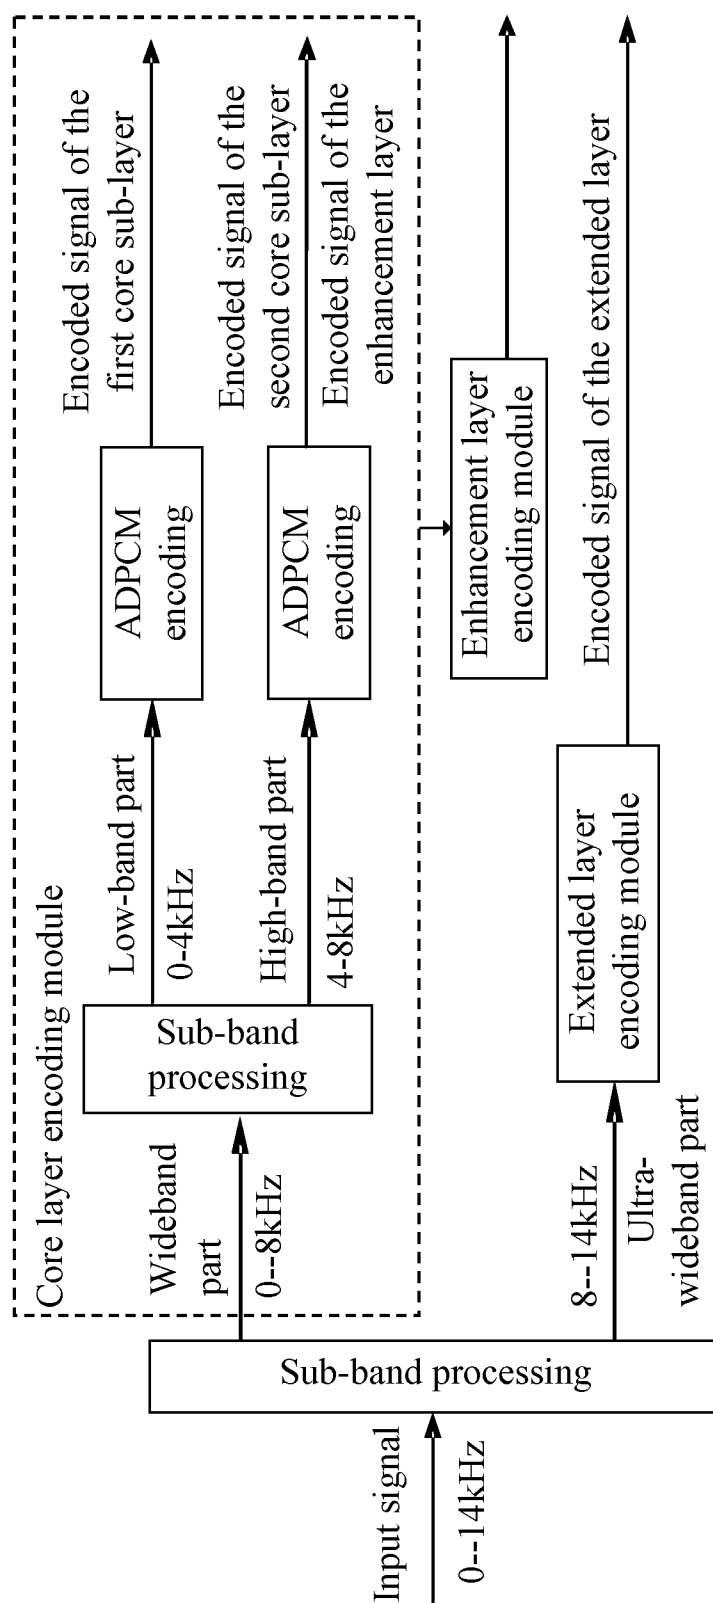 Core layer encoding module
Input signal
0--14kHz
Sub-band processing
Wideband
part
0--8kHz
Sub-band
processing
Low-band part
0-4kHz
ADPCM
encoding
Encoded signal of the
first core sub-layer
High-band part
4-8kHz
ADPCM
encoding
Encoded signal of the
second core sub-layer
Encoded signal of the
enhancement layer
Enhancement layer
encoding module
8--14kHz
Ultra-
wideband part
Extended layer
encoding module
Encoded signal of the extended layer